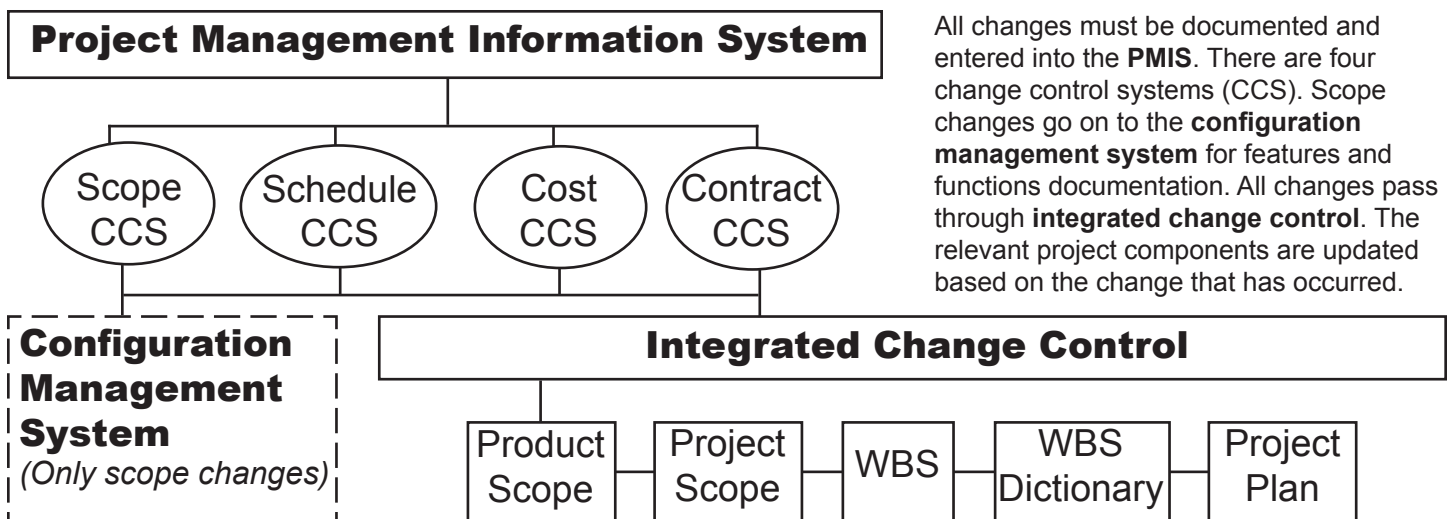 Project Management Information System
All changes must be documented and
entered into the PMIS. There are four
change control systems (CCS). Scope
changes go on to the configuration
management system for features and
functions documentation. All changes pass
through integrated change control. The
relevant project components are updated
based on the change that has occurred.
Scope
CCS
Schedule
CCS
Cost
CCS
Contract
CCS
Configuration
Management
System
(Only scope changes)
Integrated Change Control
Product
Scope
Project
Scope
WBS
WBS
Dictionary
Project
Plan